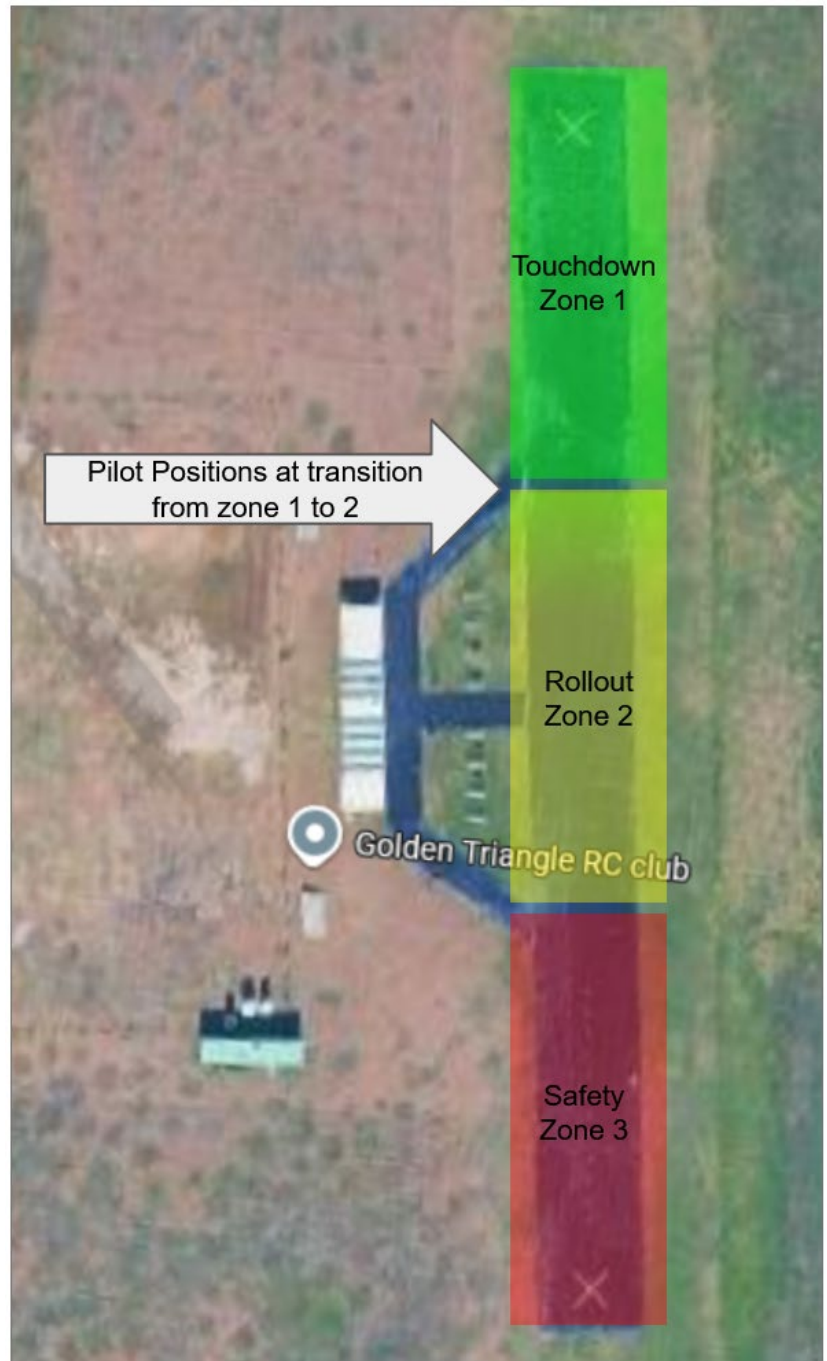 Touchdown
Zone 1
Pilot Positions at transition
from zone 1 to 2
Rollout
Zone 2
Golden Triangle RC club
Safety
Zone 3